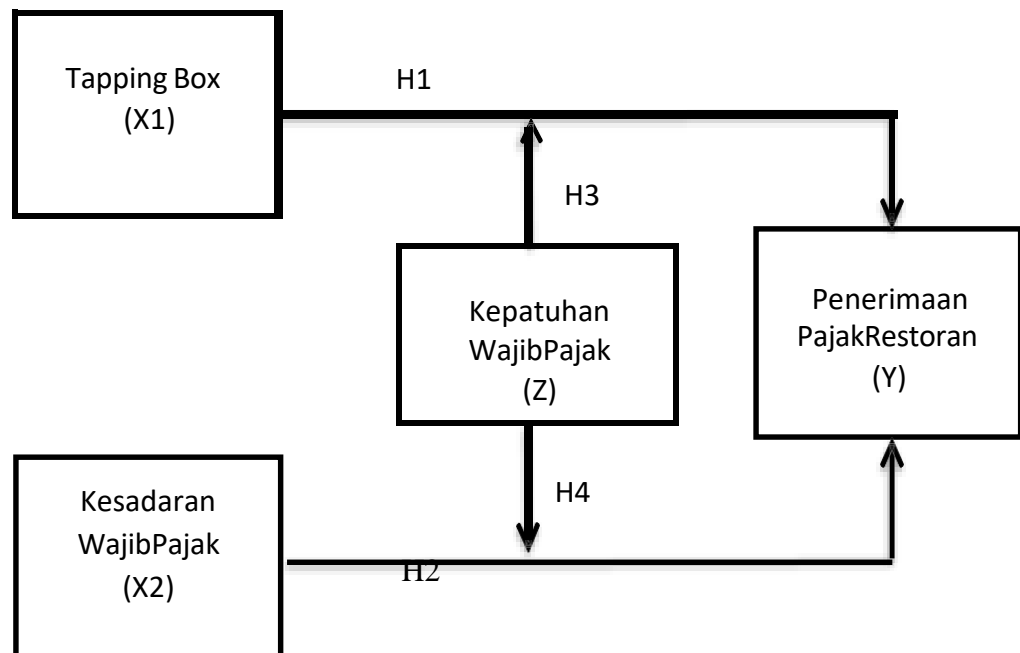 Tapping Box
(X1)
H1
H3
Kepatuhan
WajibPajak
(Z)
Penerimaan
PajakRestoran
(Y)
H4
Kesadaran
WajibPajak
(X2)
H2